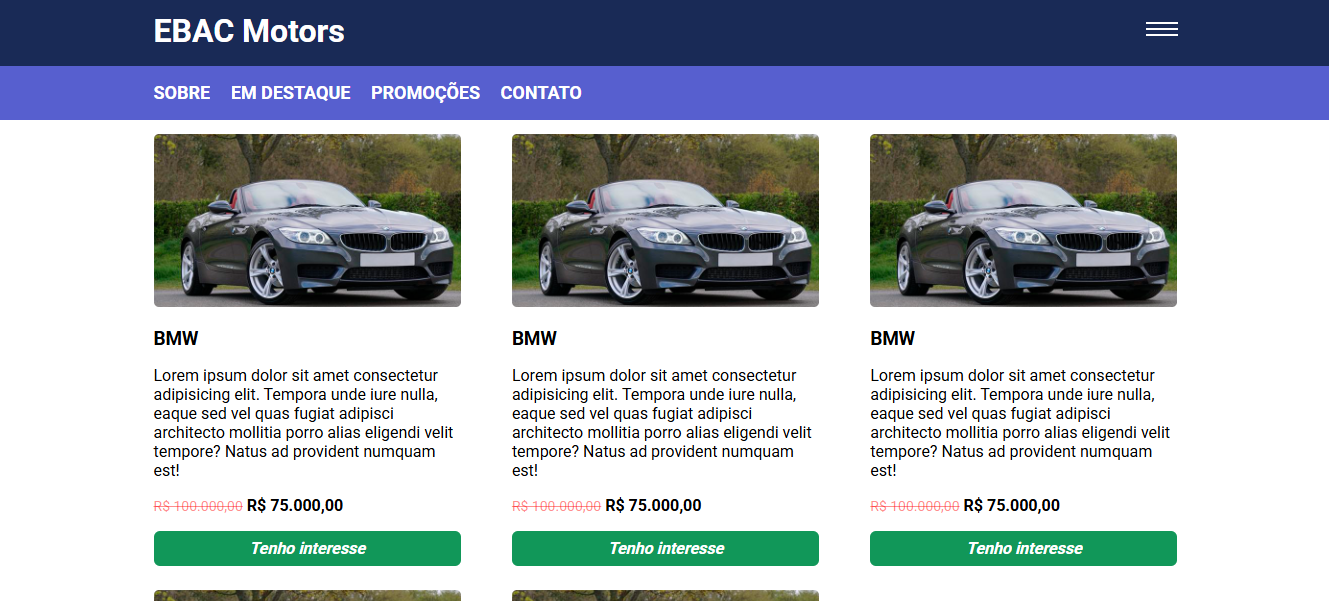 EBAC Motors
SOBRE EM DESTAQUE PROMOÇÕES CONTATO
BMW
Lorem ipsum dolor sit amet consectetur
adipisicing elit. Tempora unde iure nulla,
eaque sed vel quas fugiat adipisci
architecto mollitia porro alias eligendi velit
tempore? Natus ad provident numquam
est!
R$ 100.000,00 R$ 75.000,00
Tenho interesse
BMW
Lorem ipsum dolor sit amet consectetur
adipisicing elit. Tempora unde iure nulla,
eaque sed vel quas fugiat adipisci
architecto mollitia porro alias eligendi velit
tempore? Natus ad provident numquam
est!
R$ 100.000,00 R$ 75.000,00
Tenho interesse
BMW
Lorem ipsum dolor sit amet consectetur
adipisicing elit. Tempora unde iure nulla,
eaque sed vel quas fugiat adipisci
architecto mollitia porro alias eligendi velit
tempore? Natus ad provident numquam
est!
R$ 100.000,00 R$ 75.000,00
Tenho interesse